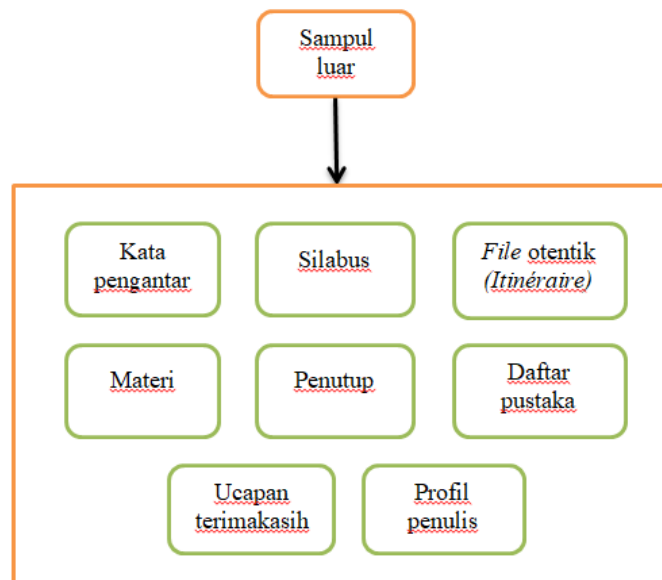 Sampul
luar
Kata
pengantar
Silabus
File otentik
(Itinéraire)
Materi
Penutup
Daftar
pustaka
Ucapan
terimakasih
Profil
penulis